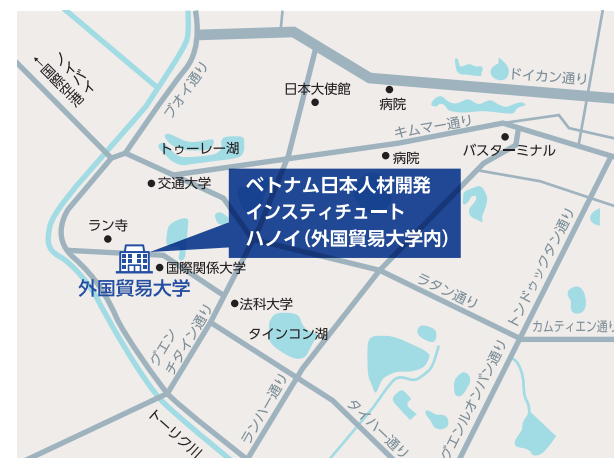 ノイバイ
国際空港
ブオイ通り
日本大使館
病院
ドイカン通り
キムマー通り
トゥーレー湖
病院
バスターミナル
交通大学
ベトナム日本人材開発
インスティチュート
ハノイ(外国貿易大学内)
ラン寺
国際関係大学
外国貿易大学
法科大学
ラタン通り
トンドゥックタン通り
タインコン湖
カムティエン通り
グエン
チタイン通り
ランハー通り
タイハー通り
グエンルオンバン通り
トーリク川